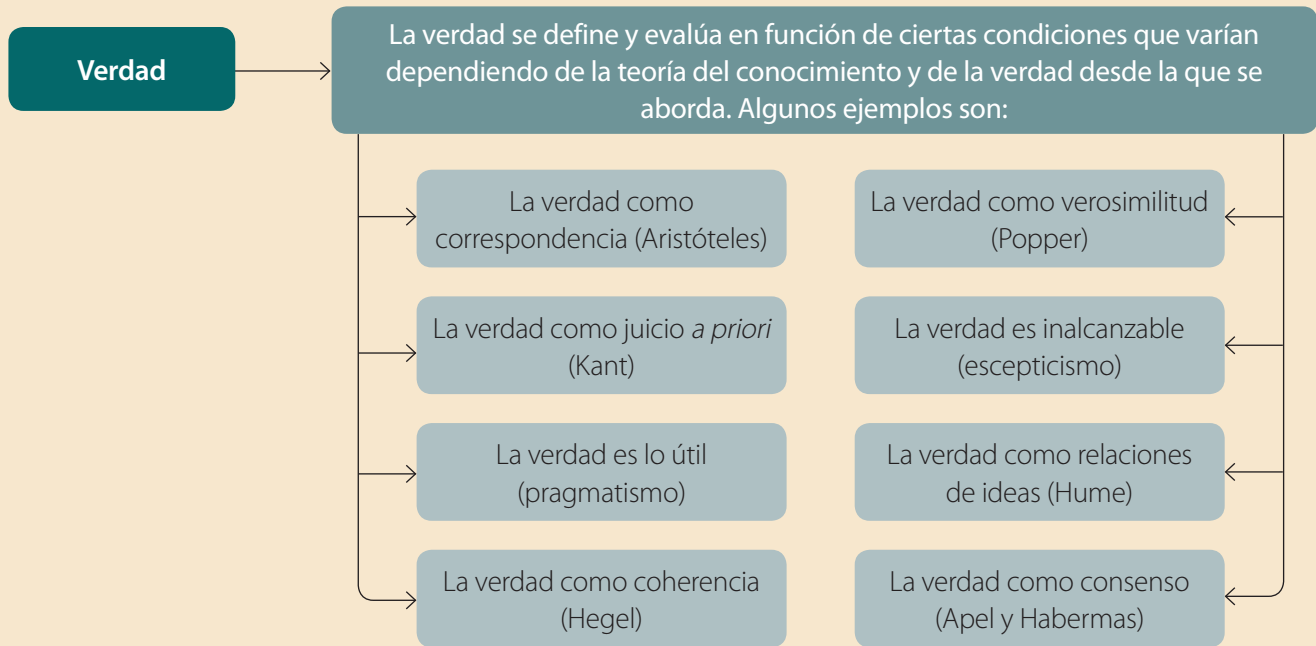 Verdad
La verdad se define y evalúa en función de ciertas condiciones que varían
dependiendo de la teoría del conocimiento y de la verdad desde la que se
aborda. Algunos ejemplos son:
La verdad como
correspondencia (Aristóteles)
La verdad como verosimilitud
(Popper)
La verdad como juicio a priori
(Kant)
La verdad es inalcanzable
(escepticismo)
La verdad es lo útil
(pragmatismo)
La verdad como relaciones
de ideas (Hume)
La verdad como coherencia
(Hegel)
La verdad como consenso
(Apel y Habermas)